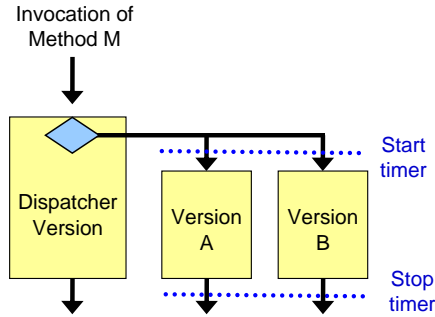 Invocation of
Method M
Start
timer
Dispatcher
Version
Version
A
Version
B
Stop
timer